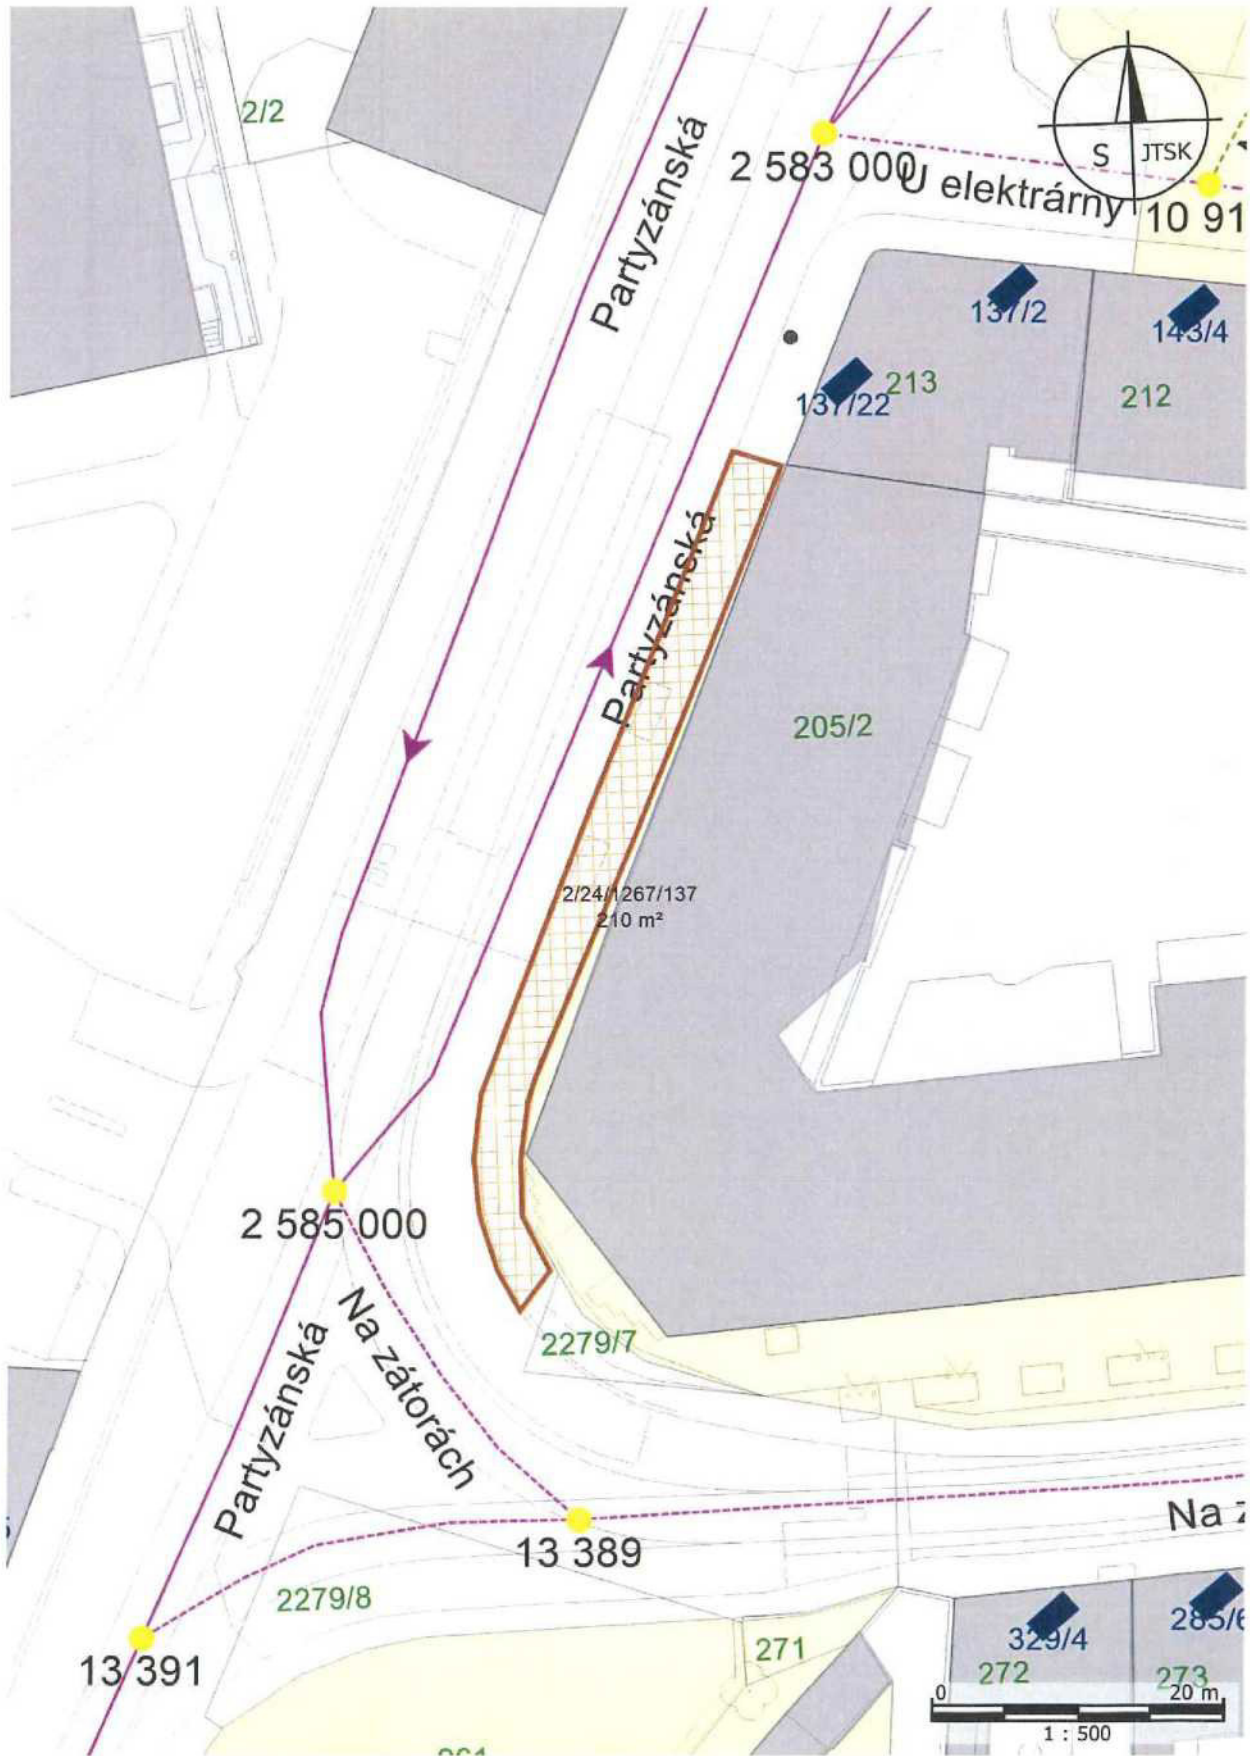 2/2
Partyzánská
2 583 000
U elektrárny
S JTSK
10 91
137/2
143/4
137/22
213
212
Partyzánská
205/2
2/24/1267/137
210 m²
2 585 000
Na zátorách
Partyzánská
2279/7
Na
13 389
2279/8
13 391
271
329/4
285/6
272
273
0 20 m
1 : 500